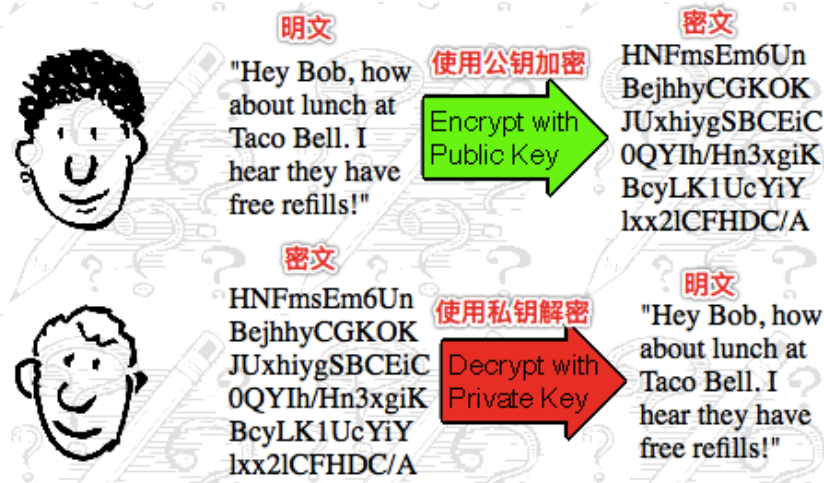 明文
"Hey Bob, how
about lunch at
Taco Bell. I
hear they have
free refills!"
使用公钥加密
Encrypt with
Public Key
密文
HNFmsEm6Un
BejhhyCGKOK
JUxhiygSBCEiC
0QYIh/Hn3xgiK
BcyLK1UcYiY
lxx2lCFHDC/A
密文
HNFmsEm6Un
BejhhyCGKOK
JUxhiygSBCEiC
0QYIh/Hn3xgiK
BcyLK1UcYiY
lxx2lCFHDC/A
使用私钥解密
Decrypt with
Private Key
明文
"Hey Bob, how
about lunch at
Taco Bell. I
hear they have
free refills!"